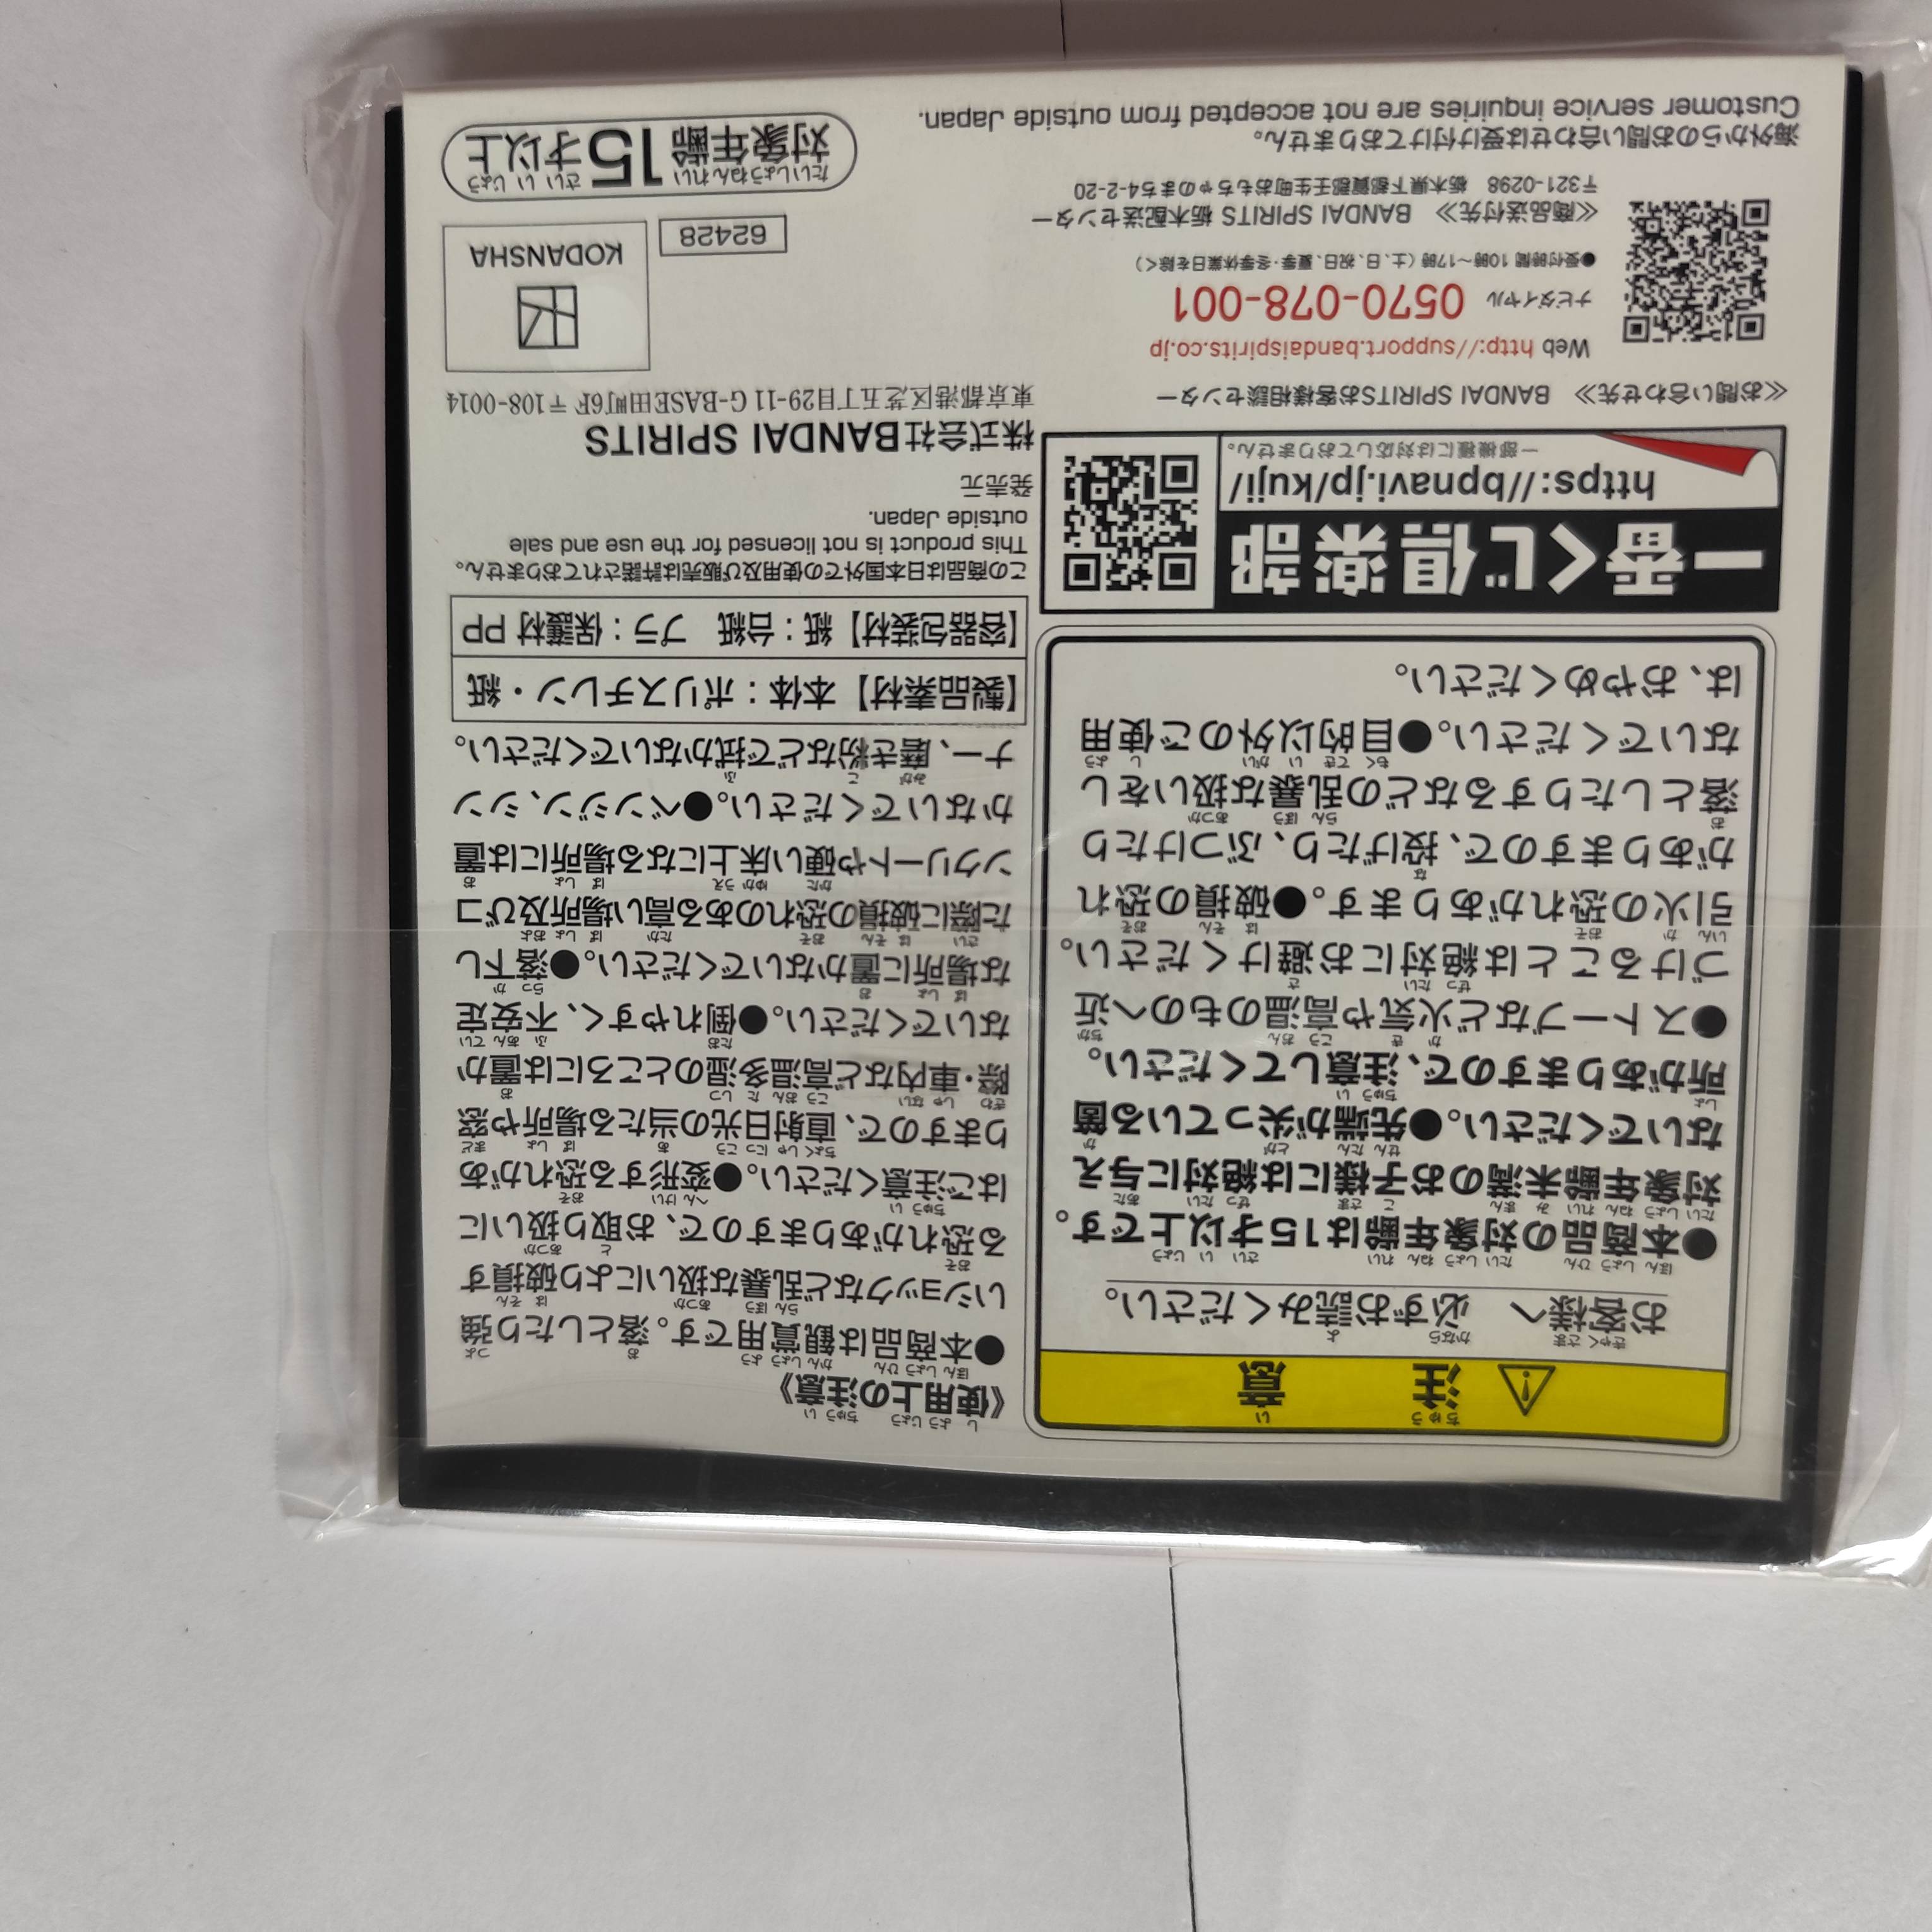 注意
お客様へ 必ずお読みください。
●本商品の対象年齢は15才以上です。
対象年齢未満のお子様には絶対に与え
ないでください。●先端が尖っている箇
所がありますので、注意してください。
●ストーブなど火気や高温のものへ近
づけることは絶対にお避けください。
引火の恐れがあります。●破損の恐れ
がありますので、投げたり、ぶつけたり
落としたりするなどの乱暴な扱いをし
ないでください。●目的以外のご使用
は、おやめください。
一番くじ倶楽部
https://bpnavi.jp/kuji/
一部機種には対応しておりません。
≪お問い合わせ先≫ BANDAI SPIRITSお客様相談センター
Web http://support.bandaispirits.co.jp
ナビダイヤル 0570-078-001
●受付時間 10時〜17時(土、日、祝日、夏季・冬季休業日を除く)
≪商品送付先≫ BANDAI SPIRITS 栃木配送センター
〒321-0298 栃木県下都賀郡壬生町おもちゃのまち4-2-20
海外からのお問い合わせは受け付けておりません。
Customer service inquiries are not accepted from outside Japan.
《使用上の注意》
●本商品は観賞用です。落としたり強
いショックなど乱暴な扱いにより破損す
る恐れがありますので、お取り扱いに
はご注意ください。●変形する恐れがあ
りますので、直射日光の当たる場所や窓
際・車内など高温多湿のところには置か
ないでください。●倒れやすく、不安定
な場所に置かないでください。●落下し
た際に破損の恐れのある高い場所及びコ
ンクリートや硬い床上になる場所には置
かないでください。●ベンジン、シン
ナー、磨き粉などで拭かないでください。
【製品素材】本体：ポリスチレン・紙
【容器包装材】紙：台紙 プラ：保護材 PP
この商品は日本国外での使用及び販売は許諾されておりません。
This product is not licensed for the use and sale
outside Japan.
発売元
株式会社BANDAI SPIRITS
東京都港区芝五丁目29-11 G-BASE田町6F 〒108-0014
KODANSHA
62428
対象年齢15才以上